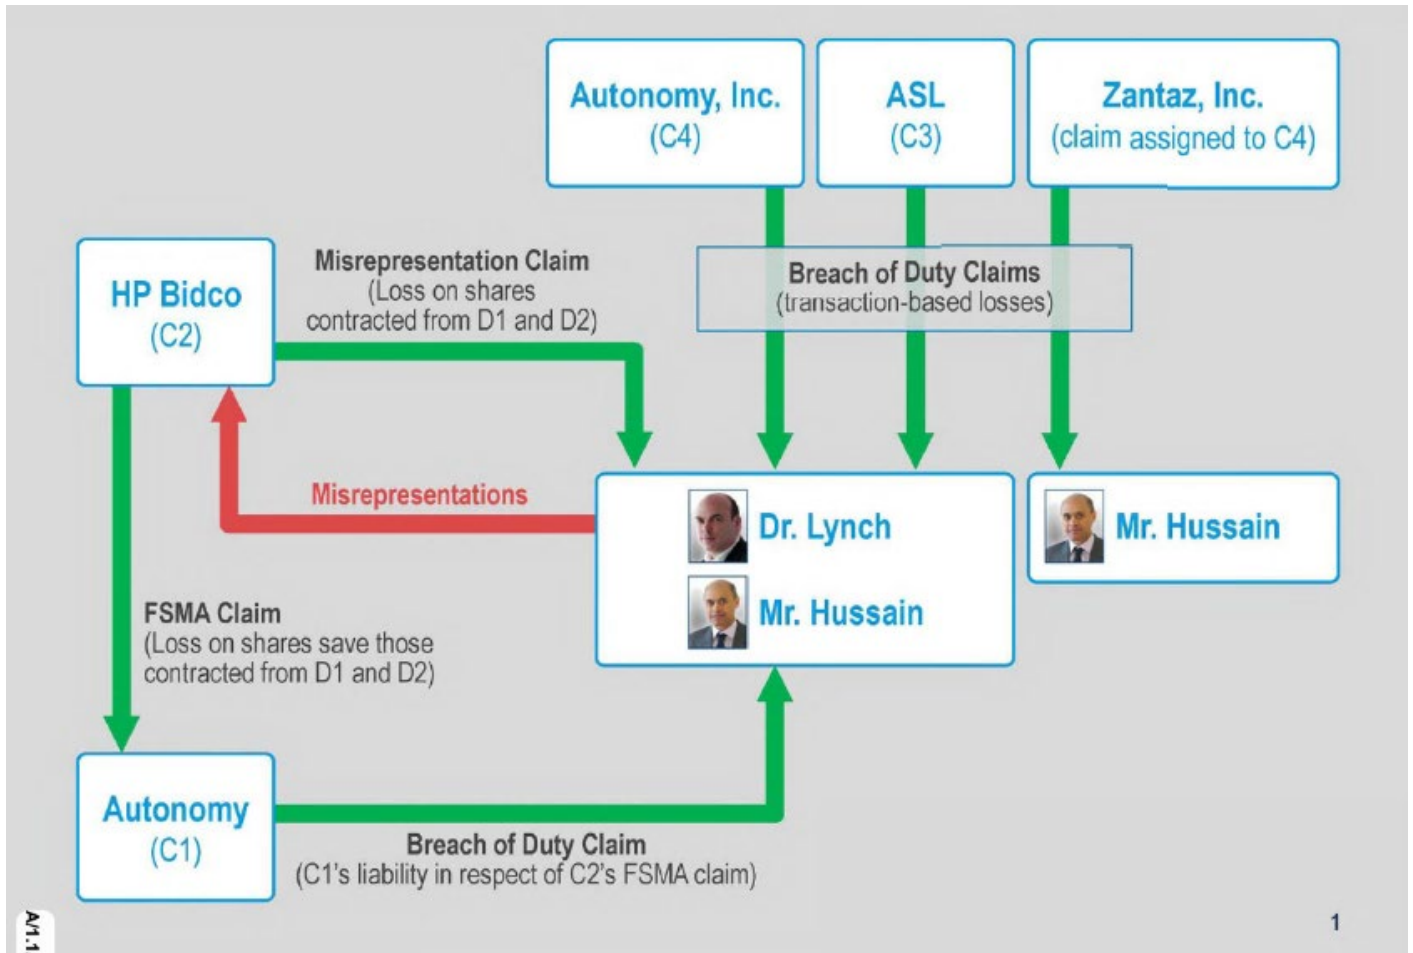 Autonomy, Inc.
(C4)
ASL
(C3)
Zantaz, Inc.
(claim assigned to C4)
Breach of Duty Claims
(transaction-based losses)
HP Bidco
(C2)
Misrepresentation Claim
(Loss on shares
contracted from D1 and D2)
Misrepresentations
Dr. Lynch
Mr. Hussain
Mr. Hussain
FSMA Claim
(Loss on shares save those
contracted from D1 and D2)
Autonomy
(C1)
Breach of Duty Claim
(C1's liability in respect of C2's FSMA claim)
A/1.1
1